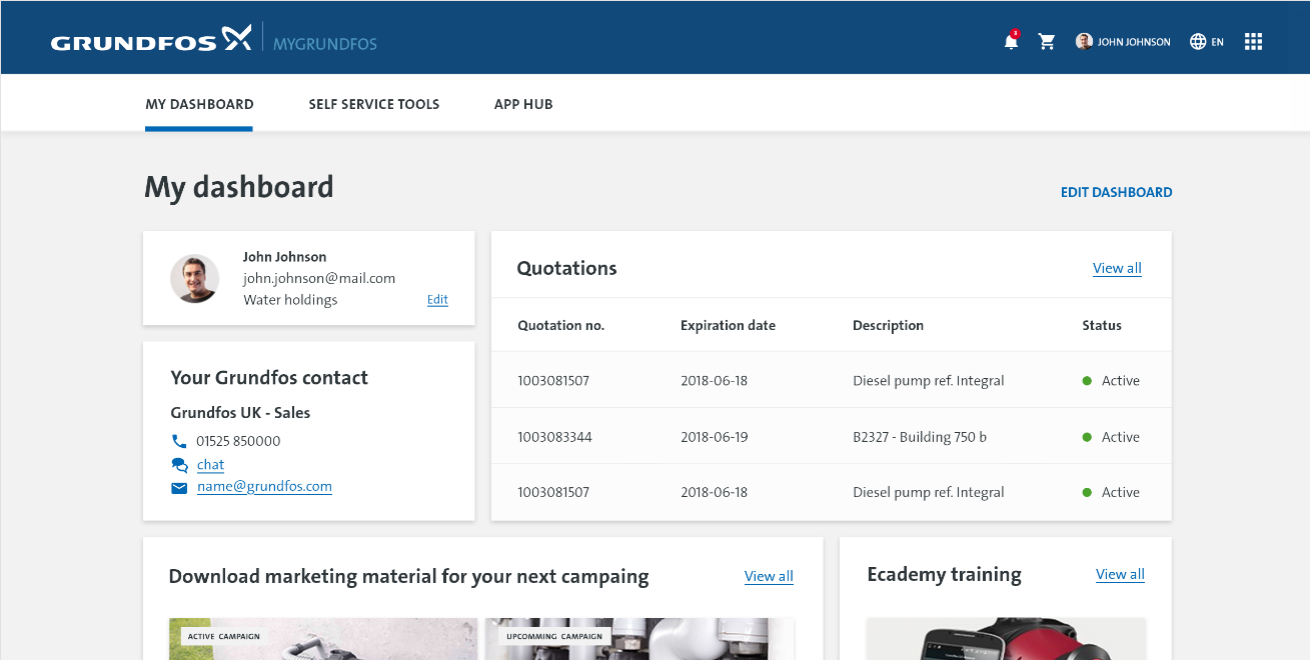 GRUNDFOS MYGRUNDFOS
3
JOHN JOHNSON
EN
MY DASHBOARD SELF SERVICE TOOLS APP HUB
My dashboard
EDIT DASHBOARD
John Johnson
john.johnson@mail.com
Water holdings
Edit
Your Grundfos contact
Grundfos UK - Sales
01525 850000
chat
name@grundfos.com
Quotations
View all
Quotation no. Expiration date Description Status
1003081507 2018-06-18 Diesel pump ref. Integral Active
1003083344 2018-06-19 B2327 - Building 750 b Active
1003081507 2018-06-18 Diesel pump ref. Integral Active
Download marketing material for your next campaing
View all
ACTIVE CAMPAIGN
UPCOMMING CAMPAIGN
Ecademy training
View all